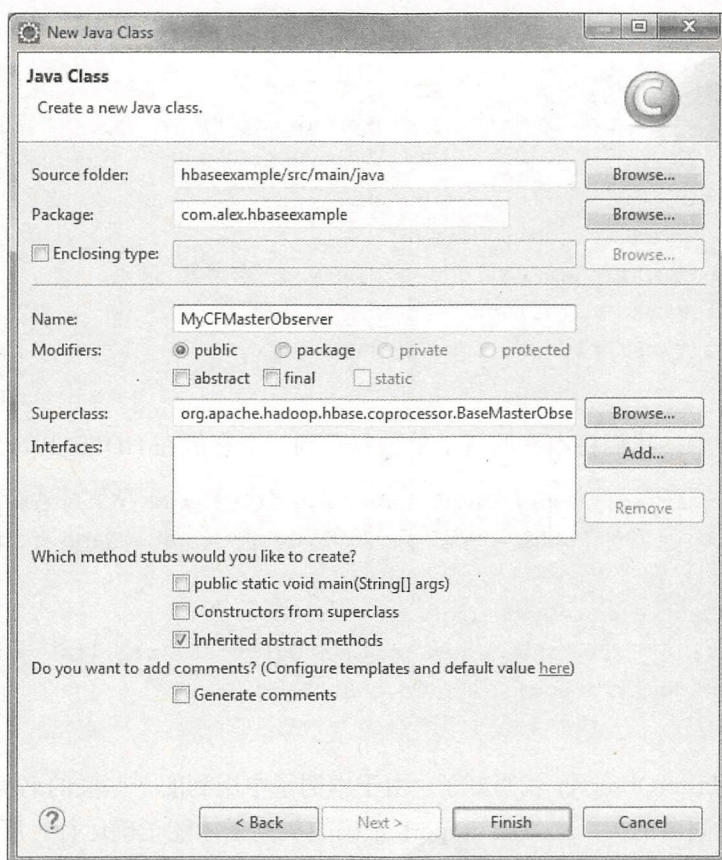 New Java Class
Java Class
Create a new Java class.
C
Source folder: hbaseexample/src/main/java Browse...
Package: com.alex.hbaseexample Browse...
Enclosing type: Browse...
Name: MyCFMasterObserver
Modifiers: public package private protected
abstract final static
Superclass: org.apache.hadoop.hbase.coprocessor.BaseMasterObse Browse...
Interfaces: Add...
Remove
Which method stubs would you like to create?
public static void main(String[] args)
Constructors from superclass
Inherited abstract methods
Do you want to add comments? (Configure templates and default value here)
Generate comments
? < Back Next > Finish Cancel